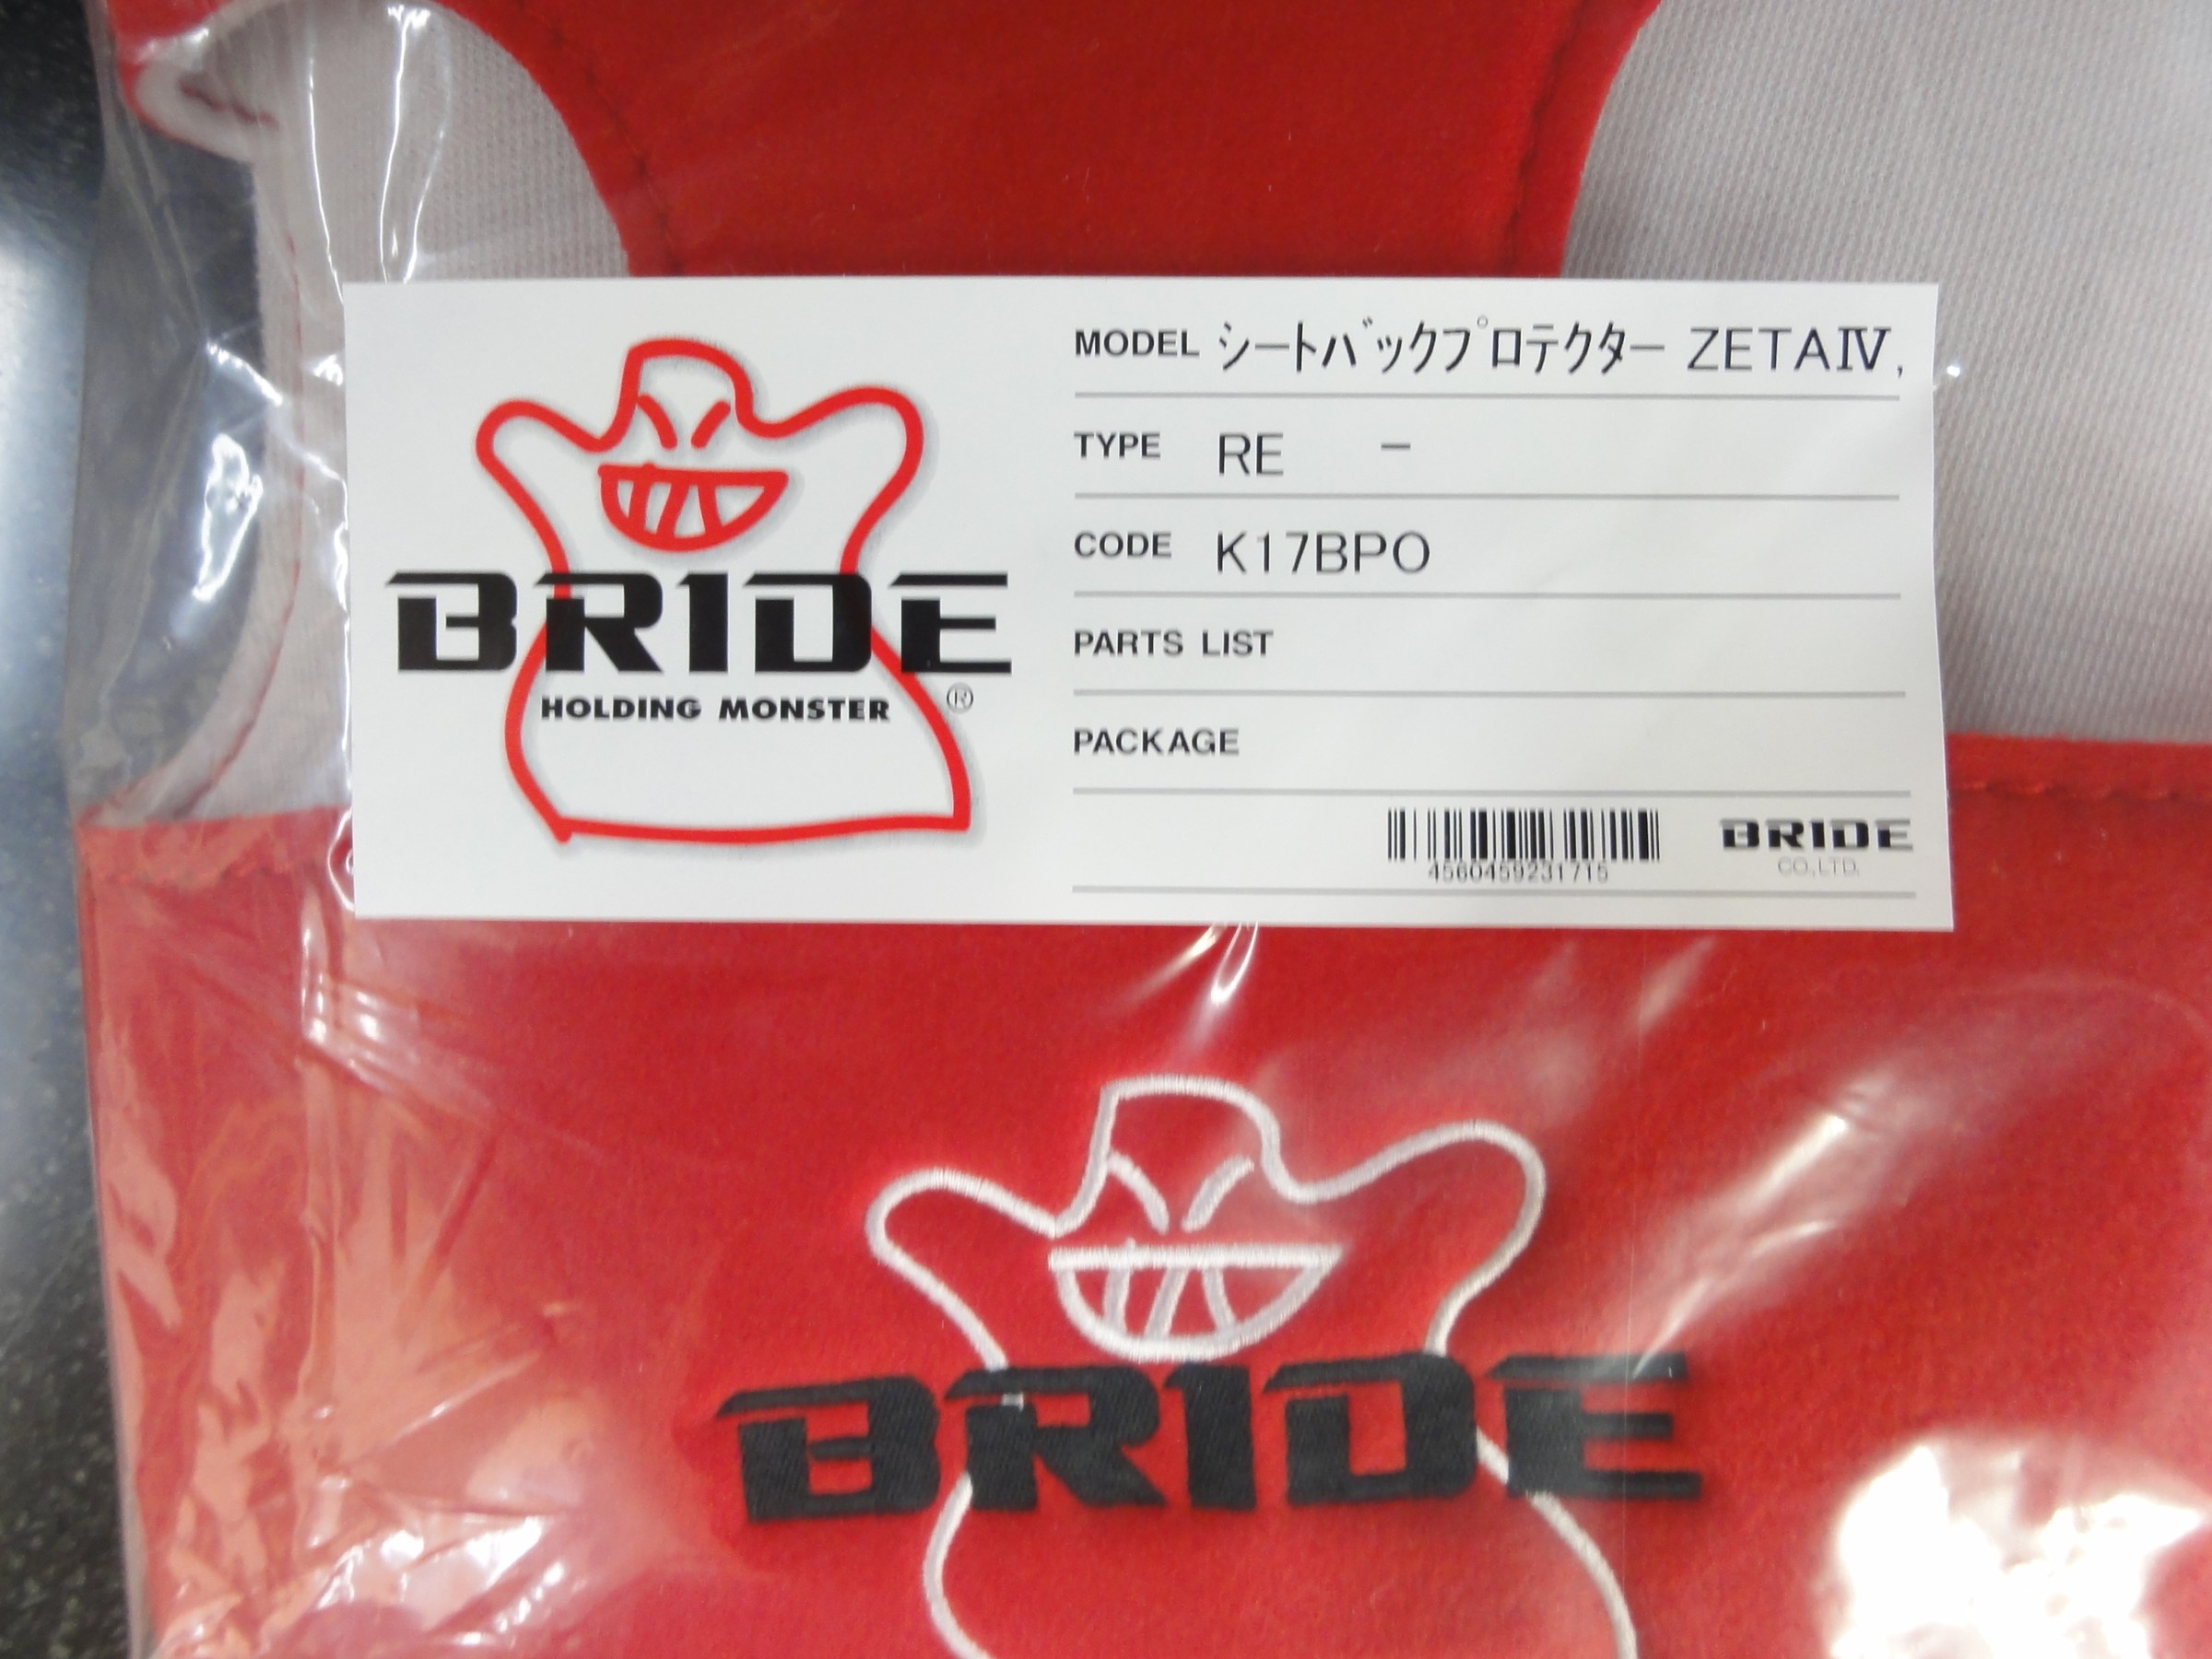 MODEL シートバックプロテクター ZETAⅣ,
TYPE RE －
CODE K17BPO
PARTS LIST
PACKAGE
BRIDE
HOLDING MONSTER ®
4560459231715
BRIDE
CO.,LTD.
BRIDE